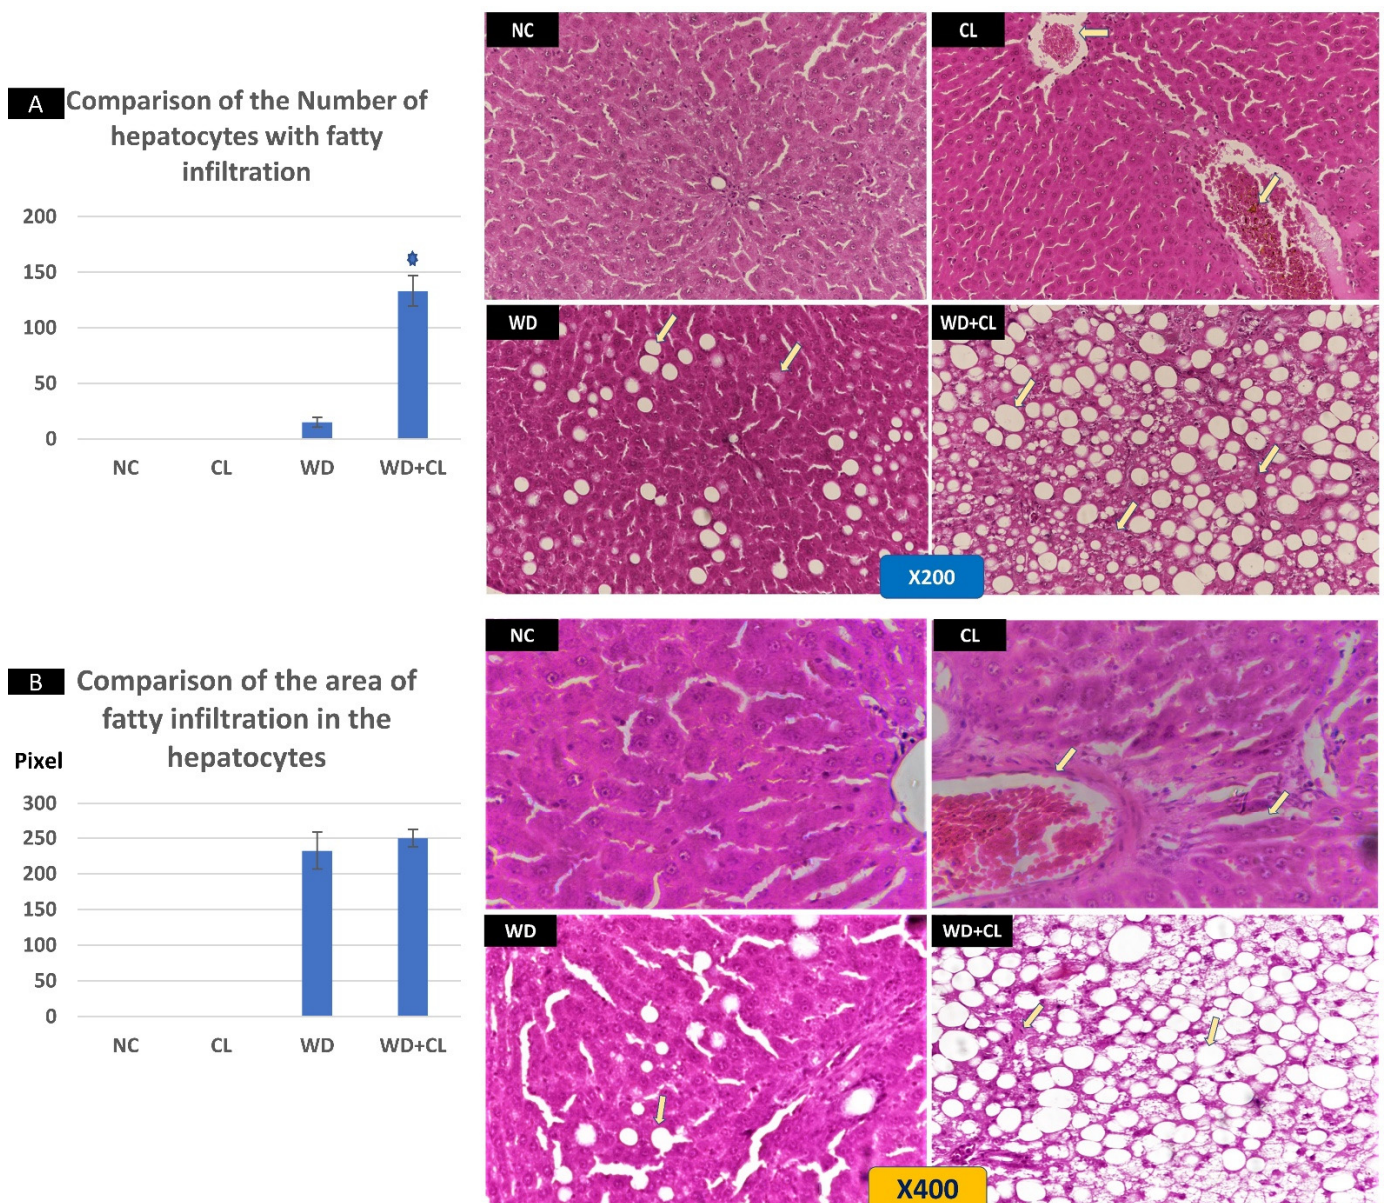 A
Comparison of the Number of
hepatocytes with fatty
infiltration
200
150
100
50
0
NC
CL
WD
WD+CL
NC
CL
WD
WD+CL
X200
B
Comparison of the area of
fatty infiltration in the
hepatocytes
Pixel
300
250
200
150
100
50
0
NC
CL
WD
WD+CL
NC
CL
WD
WD+CL
X400